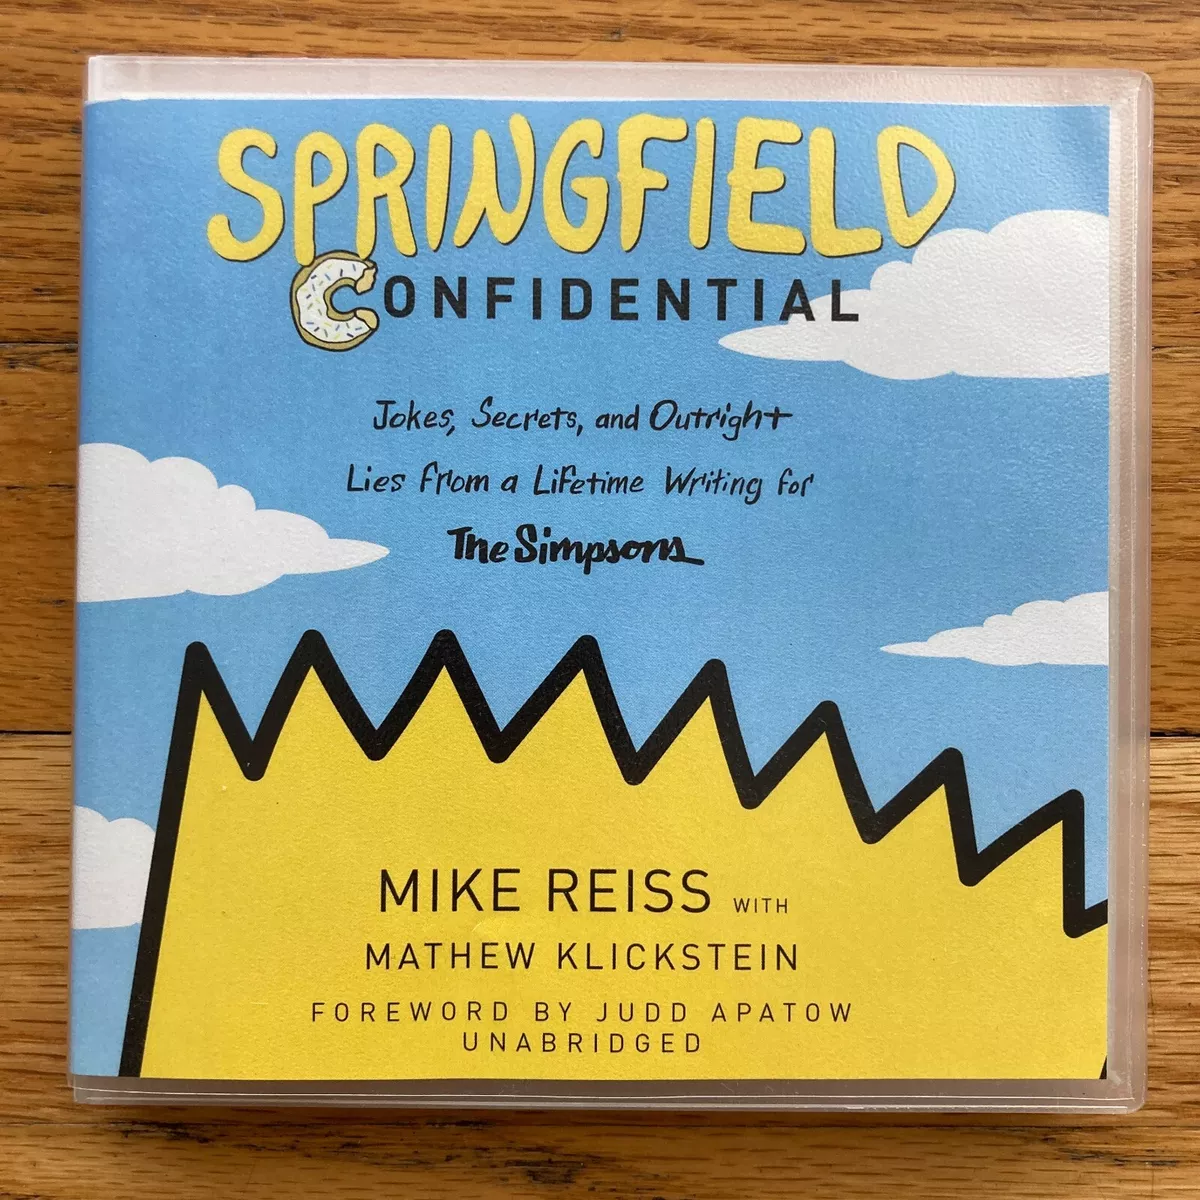 SPRINGFIELD
CONFIDENTIAL
Jokes, Secrets, and Outright
Lies from a Lifetime Writing for
The Simpsons
MIKE REISS WITH
MATHEW KLICKSTEIN
FOREWORD BY JUDD APATOW
UNABRIDGED